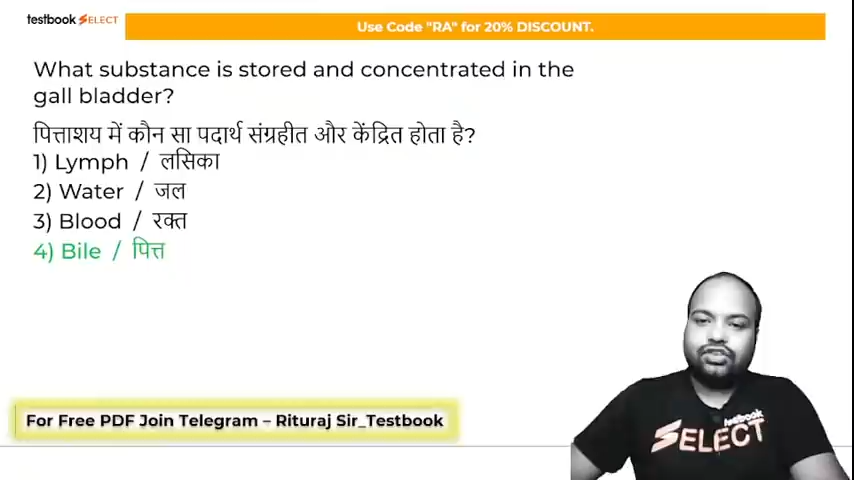 testbook SELECT
Use Code "RA" for 20% DISCOUNT.
What substance is stored and concentrated in the
gall bladder?
पित्ताशय में कौन सा पदार्थ संग्रहीत और केंद्रित होता है?
1) Lymph / लसिका
2) Water / जल
3) Blood / रक्त
4) Bile / पित्त
For Free PDF Join Telegram – Rituraj Sir_Testbook
testbook
SELECT